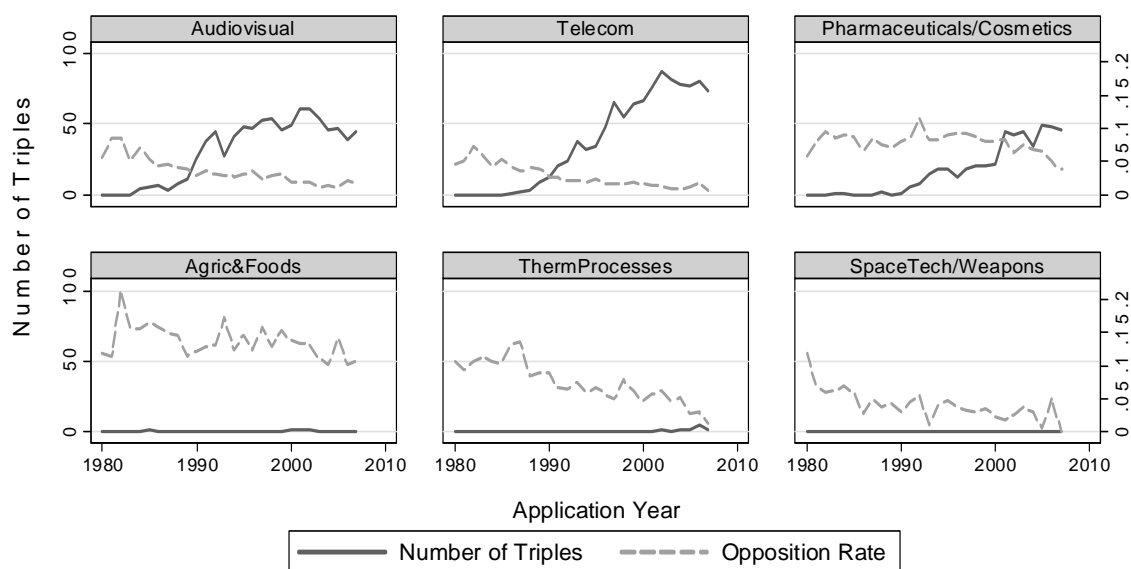 Audiovisual
Telecom
Pharmaceuticals/Cosmetics
100
50
0
.2
.15
.1
.05
0
Number of Triples
Agric&Foods
ThermProcesses
SpaceTech/Weapons
100
50
0
.2
.15
.1
.05
0
1980 1990 2000 2010
1980 1990 2000 2010
1980 1990 2000 2010
Application Year
Number of Triples
Opposition Rate